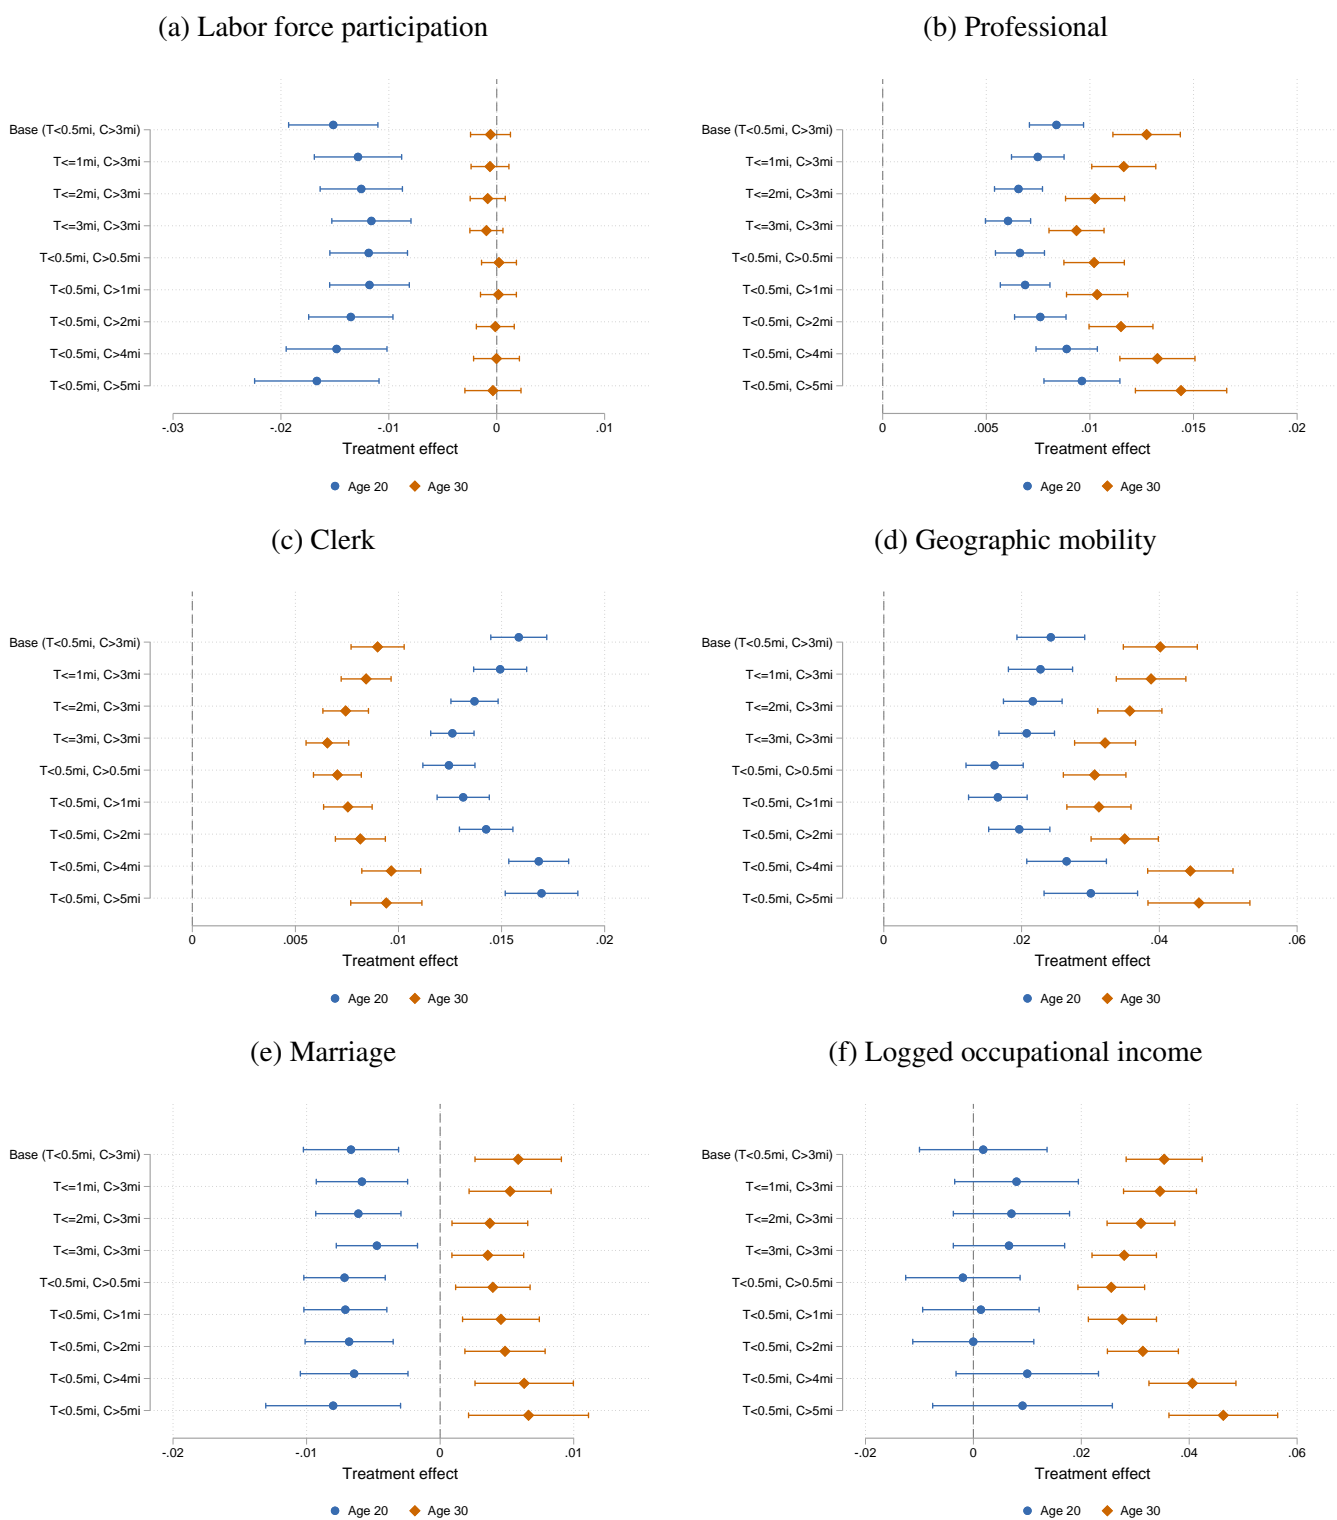 (a) Labor force participation
Base (T<0.5mi, C>3mi)
T<=1mi, C>3mi
T<=2mi, C>3mi
T<=3mi, C>3mi
T<0.5mi, C>0.5mi
T<0.5mi, C>1mi
T<0.5mi, C>2mi
T<0.5mi, C>4mi
T<0.5mi, C>5mi
-.03 -.02 -.01 0 .01
Treatment effect
Age 20 Age 30
(b) Professional
Base (T<0.5mi, C>3mi)
T<=1mi, C>3mi
T<=2mi, C>3mi
T<=3mi, C>3mi
T<0.5mi, C>0.5mi
T<0.5mi, C>1mi
T<0.5mi, C>2mi
T<0.5mi, C>4mi
T<0.5mi, C>5mi
0 .005 .01 .015 .02
Treatment effect
Age 20 Age 30
(c) Clerk
Base (T<0.5mi, C>3mi)
T<=1mi, C>3mi
T<=2mi, C>3mi
T<=3mi, C>3mi
T<0.5mi, C>0.5mi
T<0.5mi, C>1mi
T<0.5mi, C>2mi
T<0.5mi, C>4mi
T<0.5mi, C>5mi
0 .005 .01 .015 .02
Treatment effect
Age 20 Age 30
(d) Geographic mobility
Base (T<0.5mi, C>3mi)
T<=1mi, C>3mi
T<=2mi, C>3mi
T<=3mi, C>3mi
T<0.5mi, C>0.5mi
T<0.5mi, C>1mi
T<0.5mi, C>2mi
T<0.5mi, C>4mi
T<0.5mi, C>5mi
0 .02 .04 .06
Treatment effect
Age 20 Age 30
(e) Marriage
Base (T<0.5mi, C>3mi)
T<=1mi, C>3mi
T<=2mi, C>3mi
T<=3mi, C>3mi
T<0.5mi, C>0.5mi
T<0.5mi, C>1mi
T<0.5mi, C>2mi
T<0.5mi, C>4mi
T<0.5mi, C>5mi
-.02 -.01 0 .01
Treatment effect
Age 20 Age 30
(f) Logged occupational income
Base (T<0.5mi, C>3mi)
T<=1mi, C>3mi
T<=2mi, C>3mi
T<=3mi, C>3mi
T<0.5mi, C>0.5mi
T<0.5mi, C>1mi
T<0.5mi, C>2mi
T<0.5mi, C>4mi
T<0.5mi, C>5mi
-.02 0 .02 .04 .06
Treatment effect
Age 20 Age 30